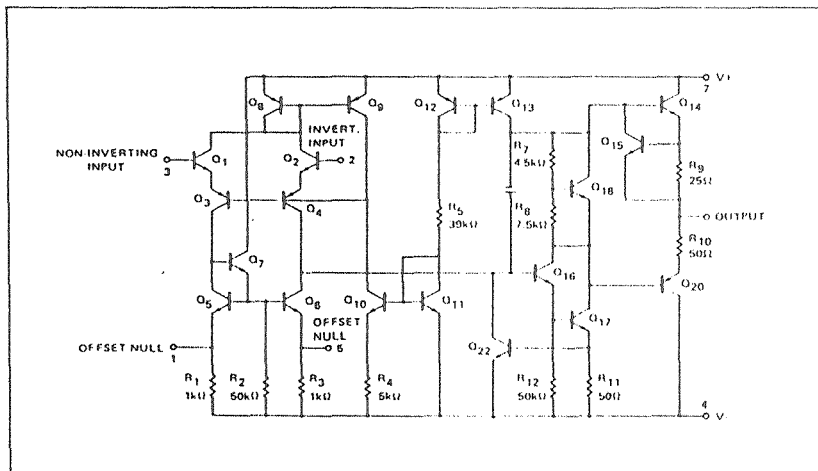 V+
7
Q8
Q9
Q12
Q13
Q14
INVERT.
INPUT
NON-INVERTING
INPUT
3
Q1
Q2
2
Q15
R7
4.5kΩ
R9
25Ω
Q3
Q4
Q18
R5
39kΩ
R8
7.5kΩ
OUTPUT
R10
50Ω
Q7
Q16
Q20
Q5
Q6
Q10
Q11
Q17
OFFSET
NULL
OFFSET NULL
1
5
Q22
R1
1kΩ
R2
50kΩ
R3
1kΩ
R4
5kΩ
R12
50kΩ
R11
50Ω
4
V-